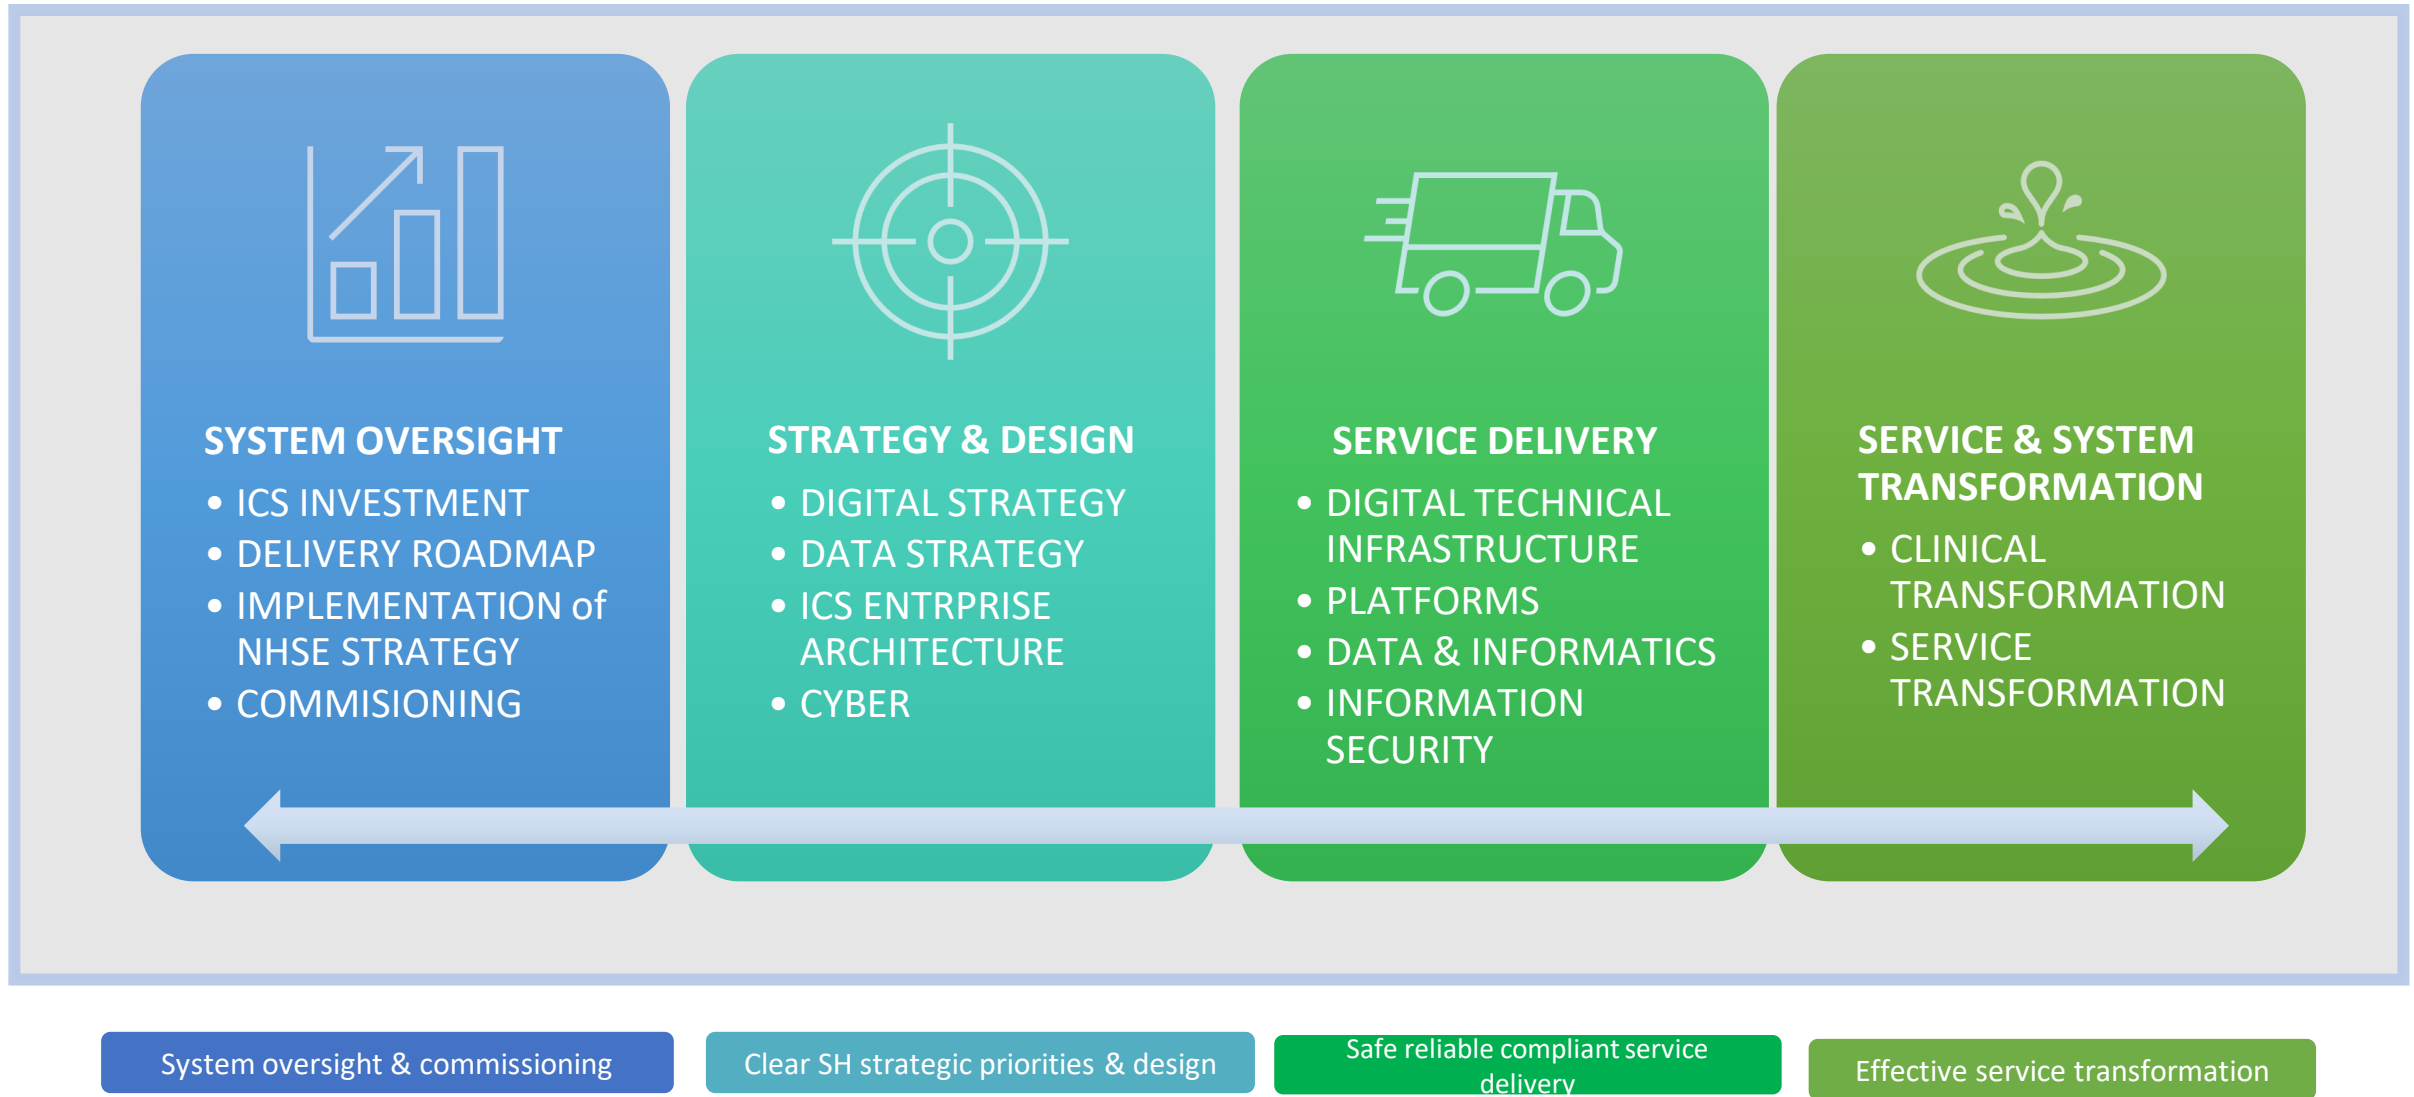 SYSTEM OVERSIGHT
• ICS INVESTMENT
• DELIVERY ROADMAP
• IMPLEMENTATION of
NHSE STRATEGY
• COMMISIONING
STRATEGY & DESIGN
• DIGITAL STRATEGY
• DATA STRATEGY
• ICS ENTRPRISE
ARCHITECTURE
• CYBER
SERVICE DELIVERY
• DIGITAL TECHNICAL
INFRASTRUCTURE
• PLATFORMS
• DATA & INFORMATICS
• INFORMATION
SECURITY
SERVICE & SYSTEM
TRANSFORMATION
• CLINICAL
TRANSFORMATION
• SERVICE
TRANSFORMATION
System oversight & commissioning
Clear SH strategic priorities & design
Safe reliable compliant service
delivery
Effective service transformation